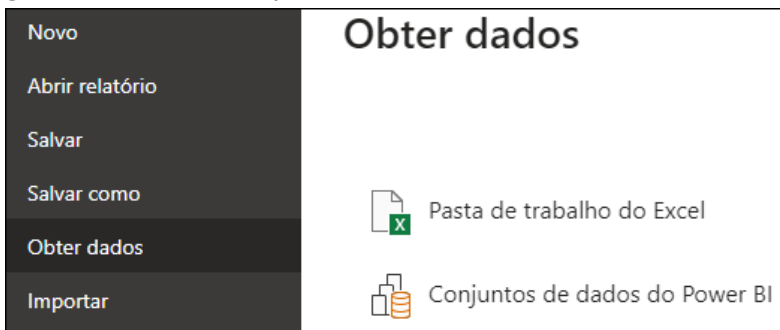 Novo
Abrir relatório
Salvar
Salvar como
Obter dados
Importar
Obter dados
Pasta de trabalho do Excel
Conjuntos de dados do Power BI